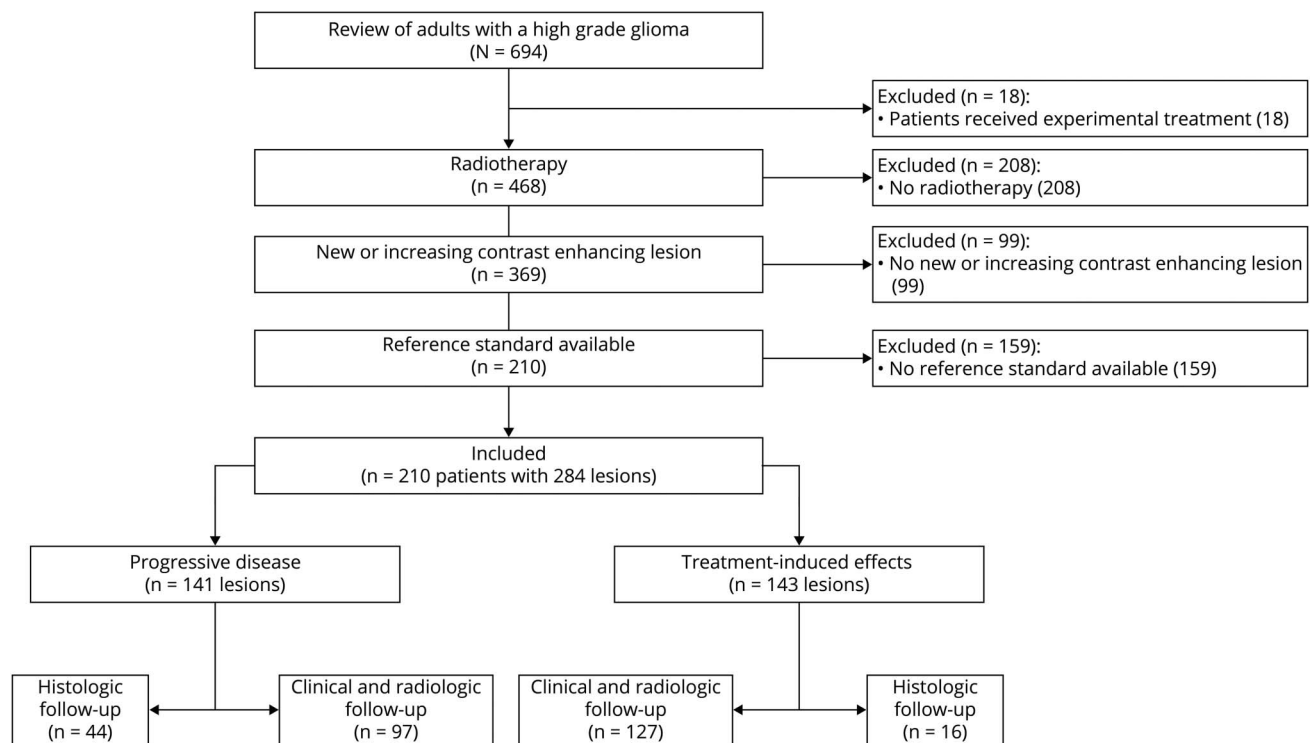 Review of adults with a high grade glioma
(N = 694)
Excluded (n = 18):
• Patients received experimental treatment (18)
Radiotherapy
(n = 468)
Excluded (n = 208):
• No radiotherapy (208)
New or increasing contrast enhancing lesion
(n = 369)
Excluded (n = 99):
• No new or increasing contrast enhancing lesion
(99)
Reference standard available
(n = 210)
Excluded (n = 159):
• No reference standard available (159)
Included
(n = 210 patients with 284 lesions)
Progressive disease
(n = 141 lesions)
Treatment-induced effects
(n = 143 lesions)
Histologic
follow-up
(n = 44)
Clinical and radiologic
follow-up
(n = 97)
Clinical and radiologic
follow-up
(n = 127)
Histologic
follow-up
(n = 16)